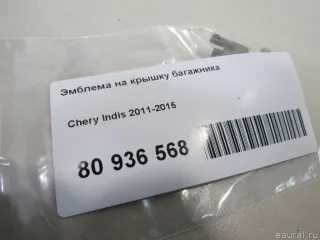 Эмблема на крышку багажника
Chery Indis 2011-2015
80 936 568
© eaural.ru